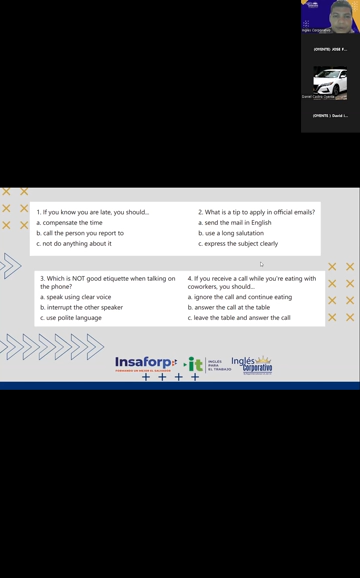 Inglés Corporativo
(OYENTE) JOSE F...
(OYENTE ) David I...
1. If you know you are late, you should...
a. compensate the time
b. call the person you report to
c. not do anything about it
2. What is a tip to apply in official emails?
a. send the mail in English
b. use a long salutation
c. express the subject clearly
3. Which is NOT good etiquette when talking on
the phone?
a. speak using clear voice
b. interrupt the other speaker
c. use polite language
4. If you receive a call while you're eating with
coworkers, you should...
a. ignore the call and continue eating
b. answer the call at the table
c. leave the table and answer the call
Insaforp
it
INGLÉS
PARA
EL TRABAJO
Inglés
Corporativo